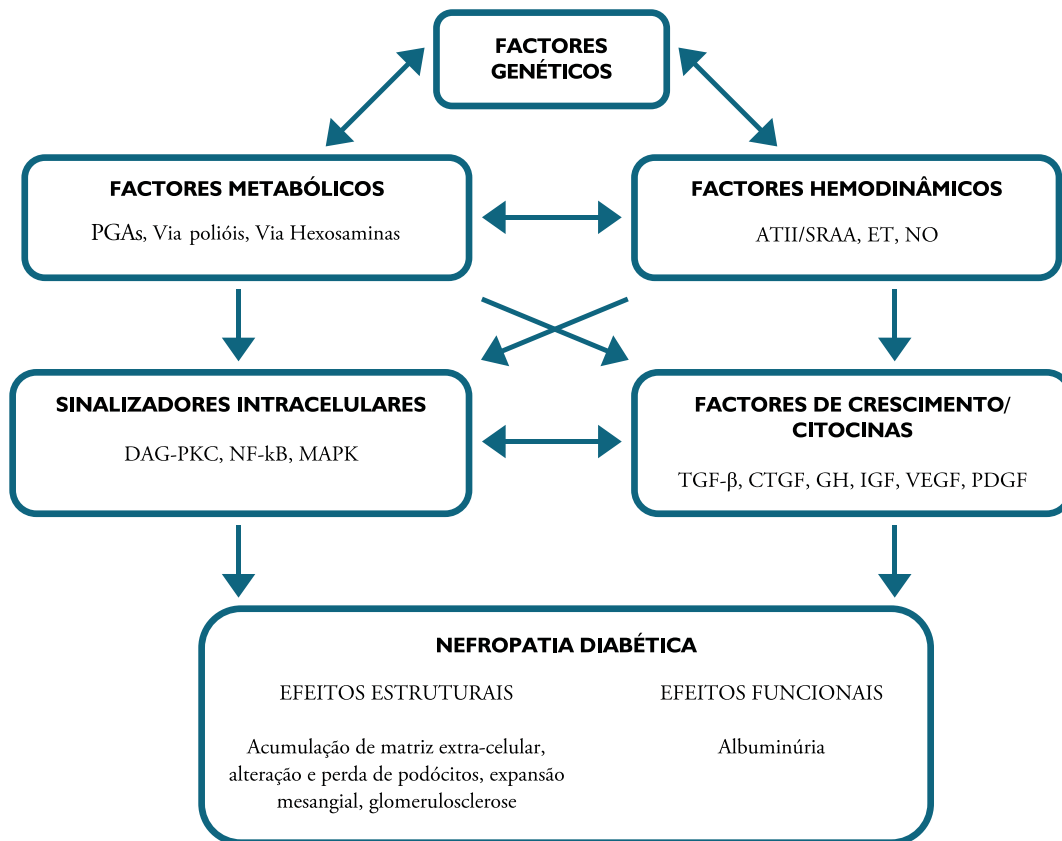 FACTORES
GENÉTICOS
FACTORES METABÓLICOS
PGAs, Via polióis, Via Hexosaminas
FACTORES HEMODINÂMICOS
ATII/SRAA, ET, NO
SINALIZADORES INTRACELULARES
DAG-PKC, NF-kB, MAPK
FACTORES DE CRESCIMENTO/
CITOCINAS
TGF-β, CTGF, GH, IGF, VEGF, PDGF
NEFROPATIA DIABÉTICA
EFEITOS ESTRUTURAIS
Acumulação de matriz extra-celular,
alteração e perda de podócitos, expansão
mesangial, glomerulosclerose
EFEITOS FUNCIONAIS
Albuminúria